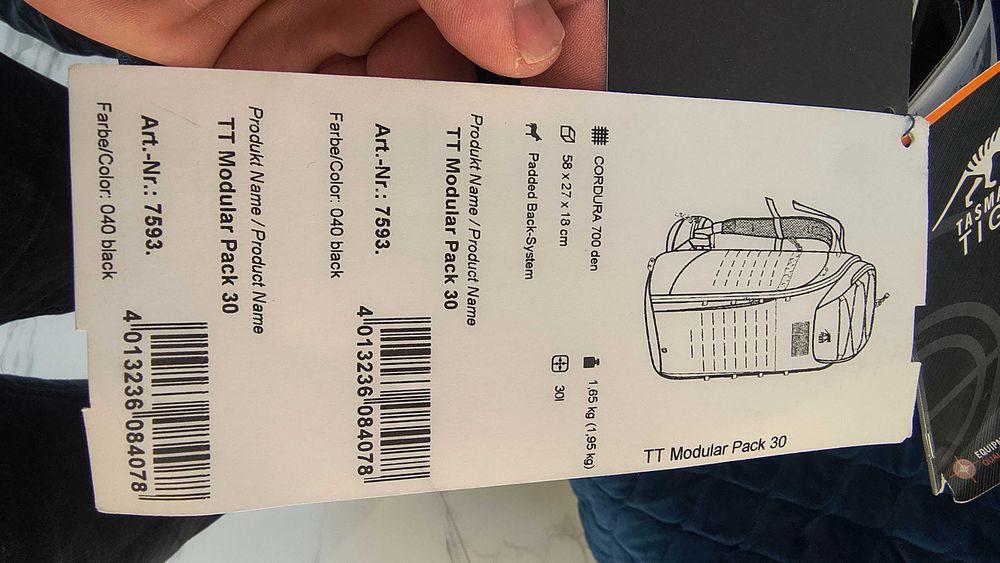 TT Modular Pack 30
CORDURA 700 den
1,65 kg (1,95 kg)
58 x 27 x 18 cm
30l
Padded Back-System
Produkt Name / Product Name
TT Modular Pack 30
Art.-Nr.: 7593.
Farbe/Color: 040 black
4 013236 084078
Produkt Name / Product Name
TT Modular Pack 30
Art.-Nr.: 7593.
Farbe/Color: 040 black
4 013236 084078